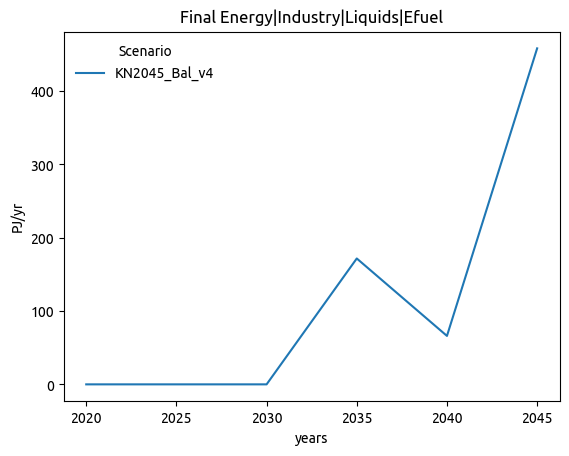 Final Energy|Industry|Liquids|Efuel
Scenario
KN2045_Bal_v4
PJ/yr
400
300
200
100
0
2020 2025 2030 2035 2040 2045
years